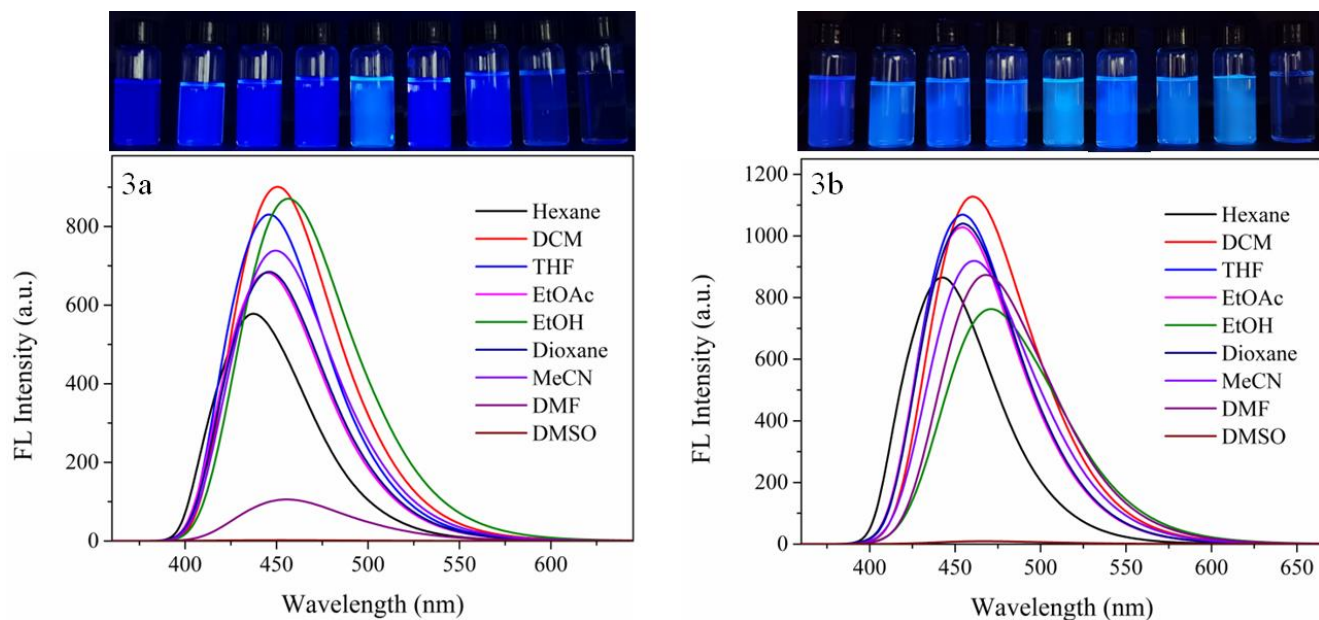 3a
800
600
400
200
0
FL Intensity (a.u.)
Hexane
DCM
THF
EtOAc
EtOH
Dioxane
MeCN
DMF
DMSO
400 450 500 550 600
Wavelength (nm)
3b
1200
1000
800
600
400
200
0
FL Intensity (a.u.)
Hexane
DCM
THF
EtOAc
EtOH
Dioxane
MeCN
DMF
DMSO
400 450 500 550 600 650
Wavelength (nm)